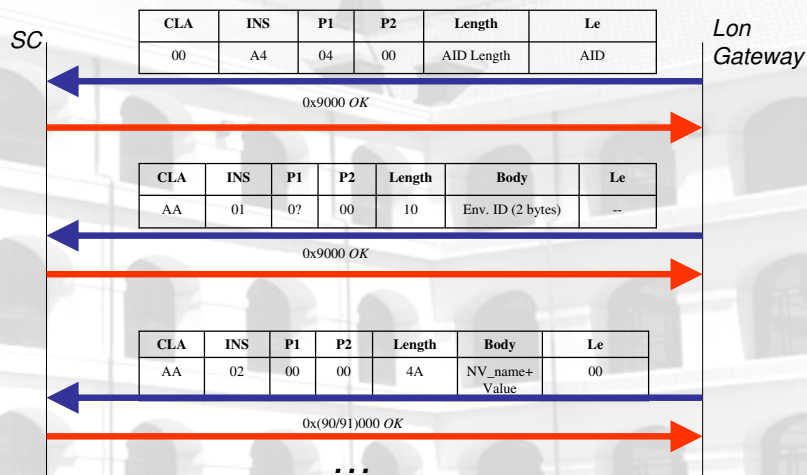 SC
Lon
Gateway
CLA INS P1 P2 Length Le
00 A4 04 00 AID Length AID
0x9000 OK
CLA INS P1 P2 Length Body Le
AA 01 0? 00 10 Env. ID (2 bytes) --
0x9000 OK
CLA INS P1 P2 Length Body Le
AA 02 00 00 4A NV_name+ 00
Value
0x(90/91)000 OK
...